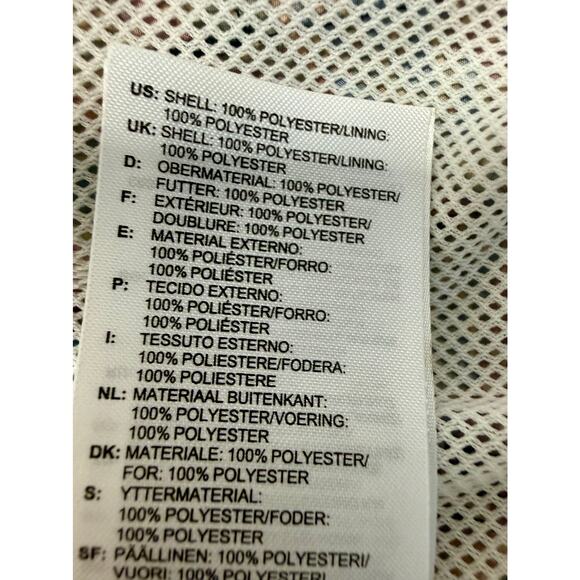 US: SHELL: 100% POLYESTER/LINING:
100% POLYESTER
UK: SHELL: 100% POLYESTER/LINING:
100% POLYESTER
D: OBERMATERIAL: 100% POLYESTER/
FUTTER: 100% POLYESTER
F: EXTÉRIEUR: 100% POLYESTER/
DOUBLURE: 100% POLYESTER
E: MATERIAL EXTERNO:
100% POLIÉSTER/FORRO:
100% POLIÉSTER
P: TECIDO EXTERNO:
100% POLIÉSTER/FORRO:
100% POLIÉSTER
I: TESSUTO ESTERNO:
100% POLIESTERE/FODERA:
100% POLIESTERE
NL: MATERIAAL BUITENKANT:
100% POLYESTER/VOERING:
100% POLYESTER
DK: MATERIALE: 100% POLYESTER/
FOR: 100% POLYESTER
S: YTTERMATERIAL:
100% POLYESTER/FODER:
100% POLYESTER
SF: PÄÄLLINEN: 100% POLYESTERI/
VUORI: 100% POLYESTERI